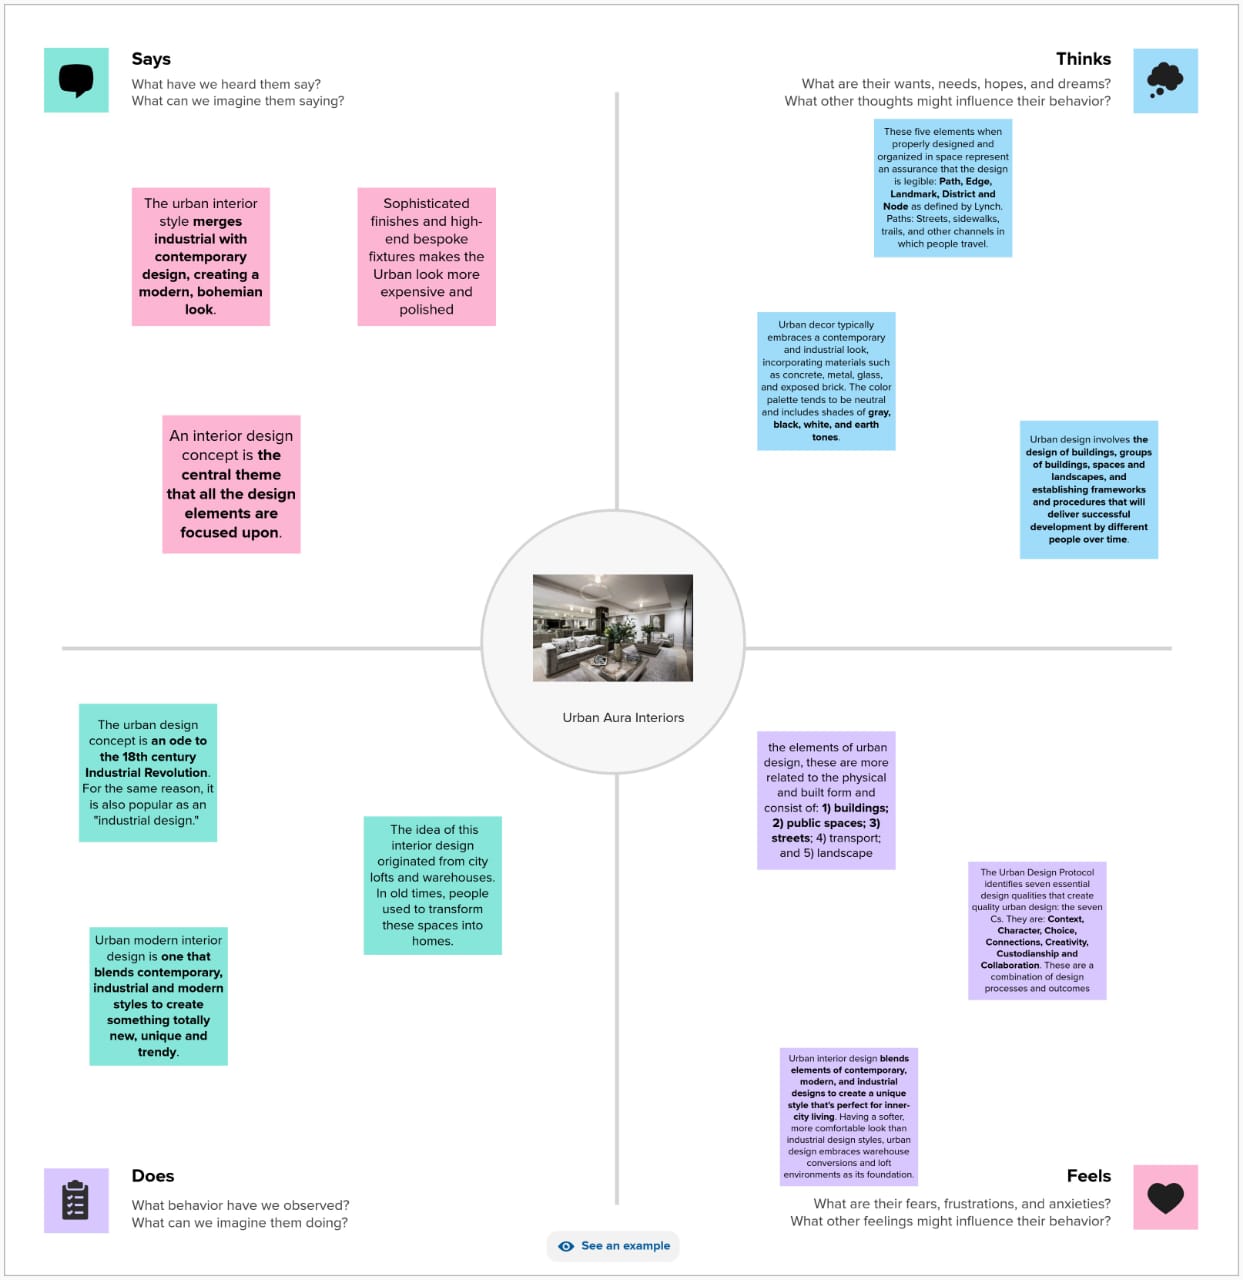 Says
What have we heard them say?
What can we imagine them saying?
Thinks
What are their wants, needs, hopes, and dreams?
What other thoughts might influence their behavior?
The urban interior
style merges
industrial with
contemporary
design, creating a
modern, bohemian
look.
Sophisticated
finishes and high-
end bespoke
fixtures makes the
Urban look more
expensive and
polished
An interior design
concept is the
central theme
that all the design
elements are
focused upon.
These five elements when
properly designed and
organized in space represent
an assurance that the design
is legible: Path, Edge,
Landmark, District and
Node as defined by Lynch.
Paths: Streets, sidewalks,
trails, and other channels in
which people travel.
Urban decor typically
embraces a contemporary
and industrial look,
incorporating materials such
as concrete, metal, glass,
and exposed brick. The color
palette tends to be neutral
and includes shades of gray,
black, white, and earth
tones.
Urban design involves the
design of buildings, groups
of buildings, spaces and
landscapes, and
establishing frameworks
and procedures that will
deliver successful
development by different
people over time.
Urban Aura Interiors
The urban design
concept is an ode to
the 18th century
Industrial Revolution.
For the same reason, it
is also popular as an
"industrial design."
The idea of this
interior design
originated from city
lofts and warehouses.
In old times, people
used to transform
these spaces into
homes.
Urban modern interior
design is one that
blends contemporary,
industrial and modern
styles to create
something totally
new, unique and
trendy.
the elements of urban
design, these are more
related to the physical
and built form and
consist of: 1) buildings;
2) public spaces; 3)
streets; 4) transport;
and 5) landscape
The Urban Design Protocol
identifies seven essential
design qualities that create
quality urban design: the seven
Cs. They are: Context,
Character, Choice,
Connections, Creativity,
Custodianship and
Collaboration. These are a
combination of design
processes and outcomes
Urban interior design blends
elements of contemporary,
modern, and industrial
designs to create a unique
style that's perfect for inner-
city living. Having a softer,
more comfortable look than
industrial design styles, urban
design embraces warehouse
conversions and loft
environments as its foundation.
Does
What behavior have we observed?
What can we imagine them doing?
Feels
What are their fears, frustrations, and anxieties?
What other feelings might influence their behavior?
See an example